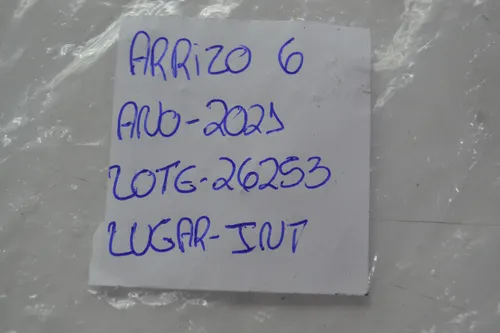 ARRIZO 6
ANO-2021
LOTE-26253
LUGAR-INT